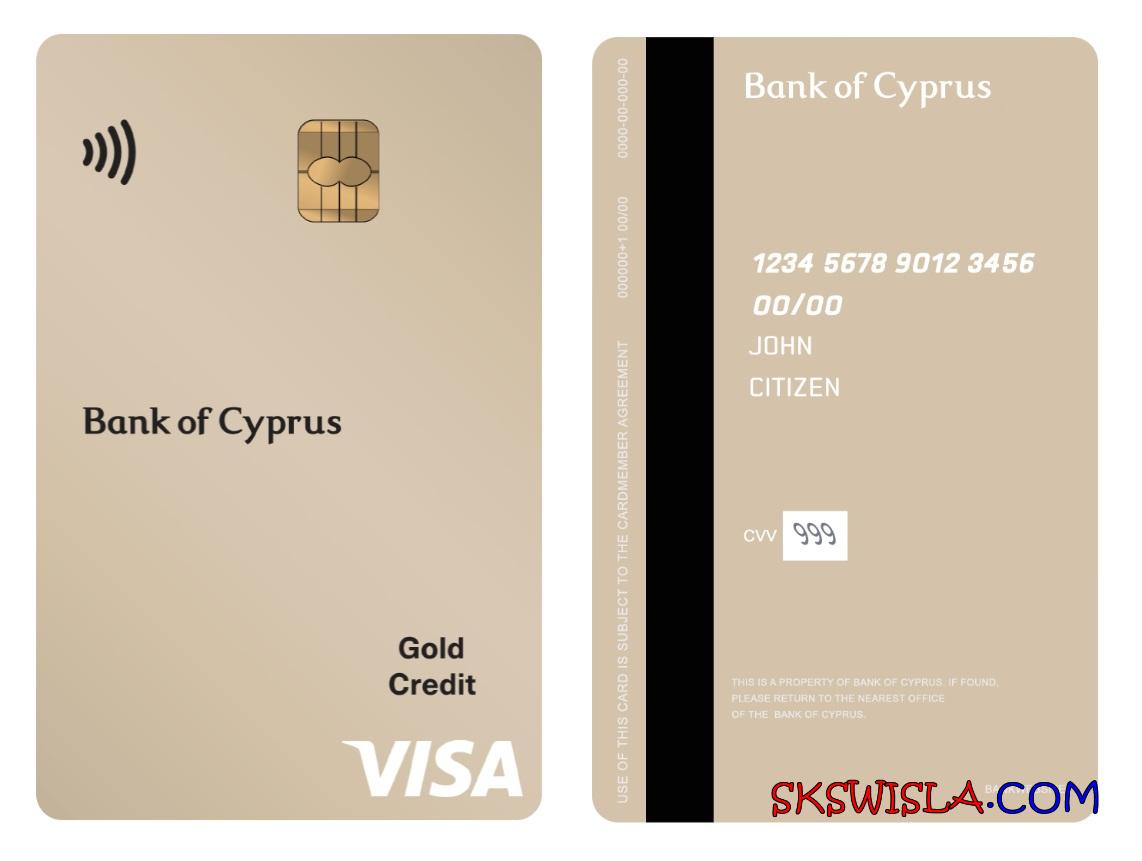 Bank of Cyprus
Gold
Credit
VISA
0000-00-000-00
000000+1 00/00
USE OF THIS CARD IS SUBJECT TO THE CARDMEMBER AGREEMENT
Bank of Cyprus
1234 5678 9012 3456
00/00
JOHN
CITIZEN
CVV 999
THIS IS A PROPERTY OF BANK OF CYPRUS. IF FOUND,
PLEASE RETURN TO THE NEAREST OFFICE
OF THE BANK OF CYPRUS.
SKSWISLA.COM